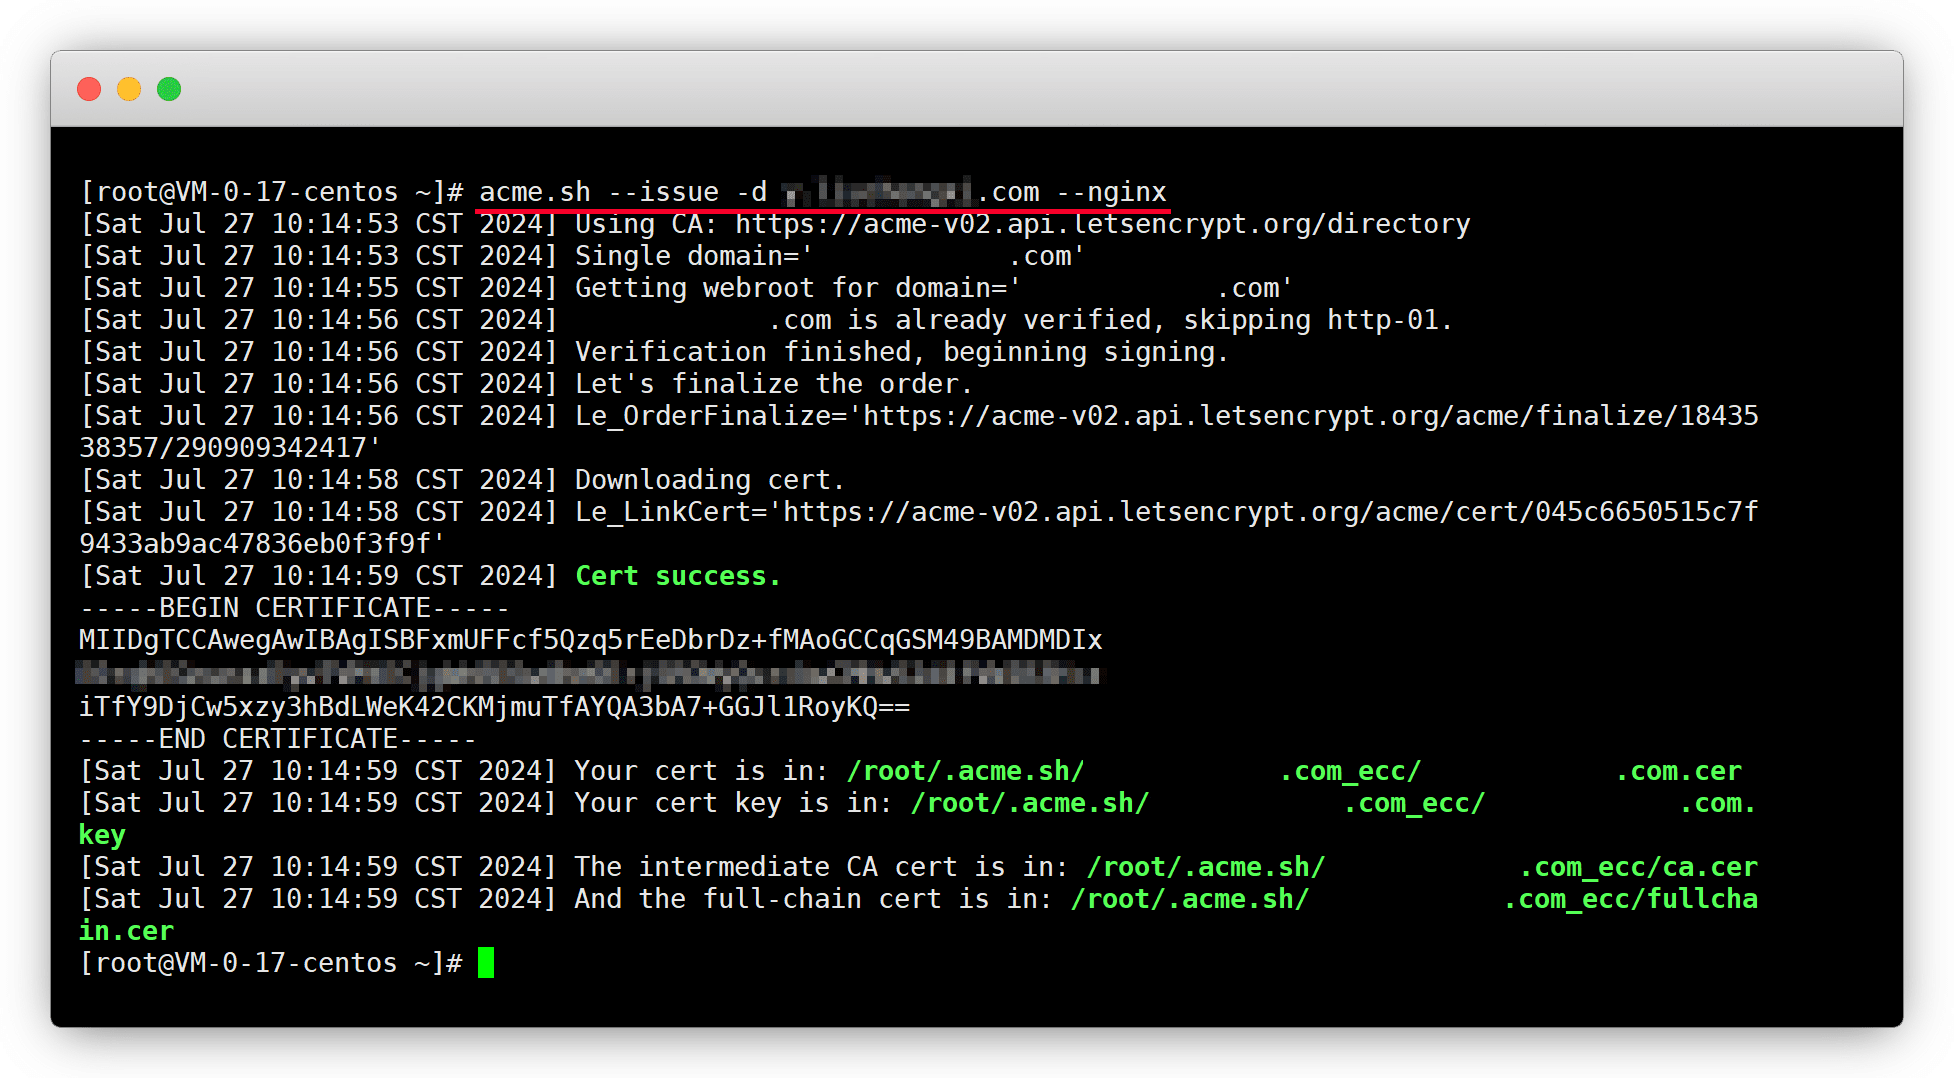 [root@VM-0-17-centos ~]# acme.sh --issue -d .com --nginx
[Sat Jul 27 10:14:53 CST 2024] Using CA: https://acme-v02.api.letsencrypt.org/directory
[Sat Jul 27 10:14:53 CST 2024] Single domain=' .com'
[Sat Jul 27 10:14:55 CST 2024] Getting webroot for domain=' .com'
[Sat Jul 27 10:14:56 CST 2024] .com is already verified, skipping http-01.
[Sat Jul 27 10:14:56 CST 2024] Verification finished, beginning signing.
[Sat Jul 27 10:14:56 CST 2024] Let's finalize the order.
[Sat Jul 27 10:14:56 CST 2024] Le_OrderFinalize='https://acme-v02.api.letsencrypt.org/acme/finalize/18435
38357/290909342417'
[Sat Jul 27 10:14:58 CST 2024] Downloading cert.
[Sat Jul 27 10:14:58 CST 2024] Le_LinkCert='https://acme-v02.api.letsencrypt.org/acme/cert/045c6650515c7f
9433ab9ac47836eb0f3f9f'
[Sat Jul 27 10:14:59 CST 2024] Cert success.
-----BEGIN CERTIFICATE-----
MIIDgTCCAwegAwIBAgISBFxmUFFcf5Qzq5rEeDbrDz+fMAoGCCqGSM49BAMDMDIx
iTfY9DjCw5xzy3hBdLWeK42CKMjmuTfAYQA3bA7+GGJl1RoyKQ==
-----END CERTIFICATE-----
[Sat Jul 27 10:14:59 CST 2024] Your cert is in: /root/.acme.sh/ .com_ecc/ .com.cer
[Sat Jul 27 10:14:59 CST 2024] Your cert key is in: /root/.acme.sh/ .com_ecc/ .com.
key
[Sat Jul 27 10:14:59 CST 2024] The intermediate CA cert is in: /root/.acme.sh/ .com_ecc/ca.cer
[Sat Jul 27 10:14:59 CST 2024] And the full-chain cert is in: /root/.acme.sh/ .com_ecc/fullcha
in.cer
[root@VM-0-17-centos ~]#